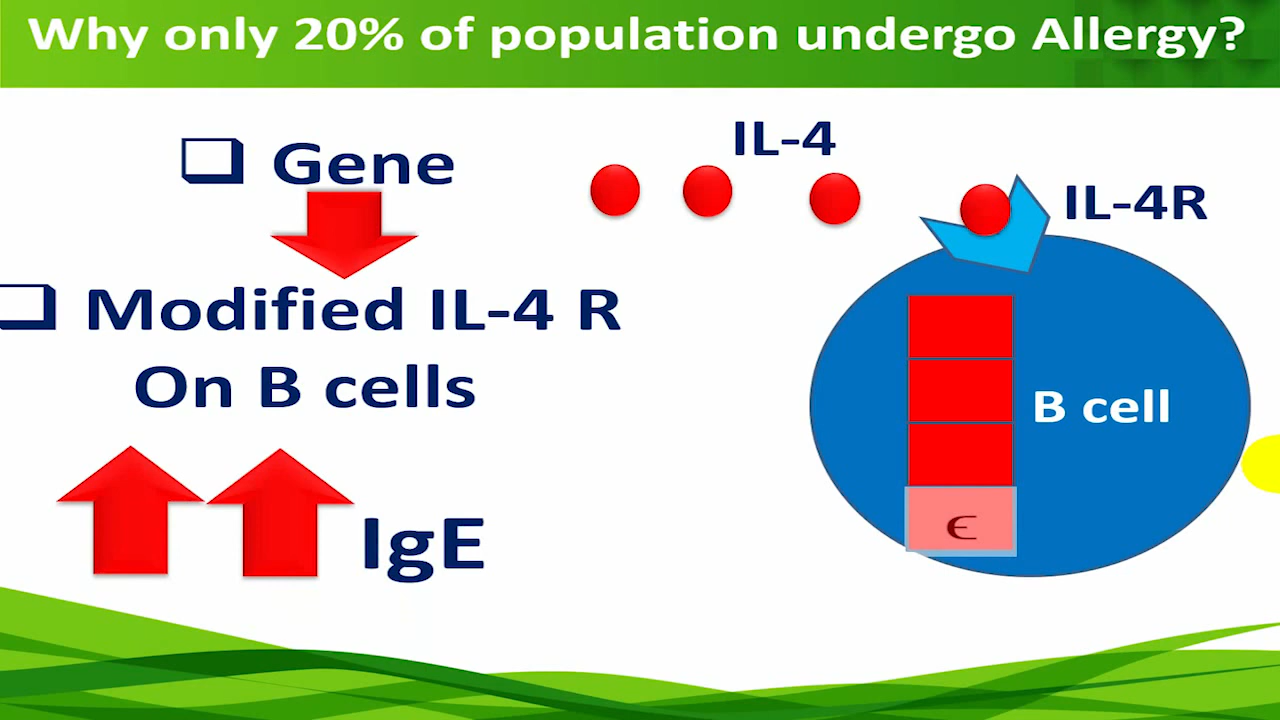 Why only 20% of population undergo Allergy?
Gene
Modified IL-4 R
On B cells
IgE
IL-4
IL-4R
B cell
ϵ